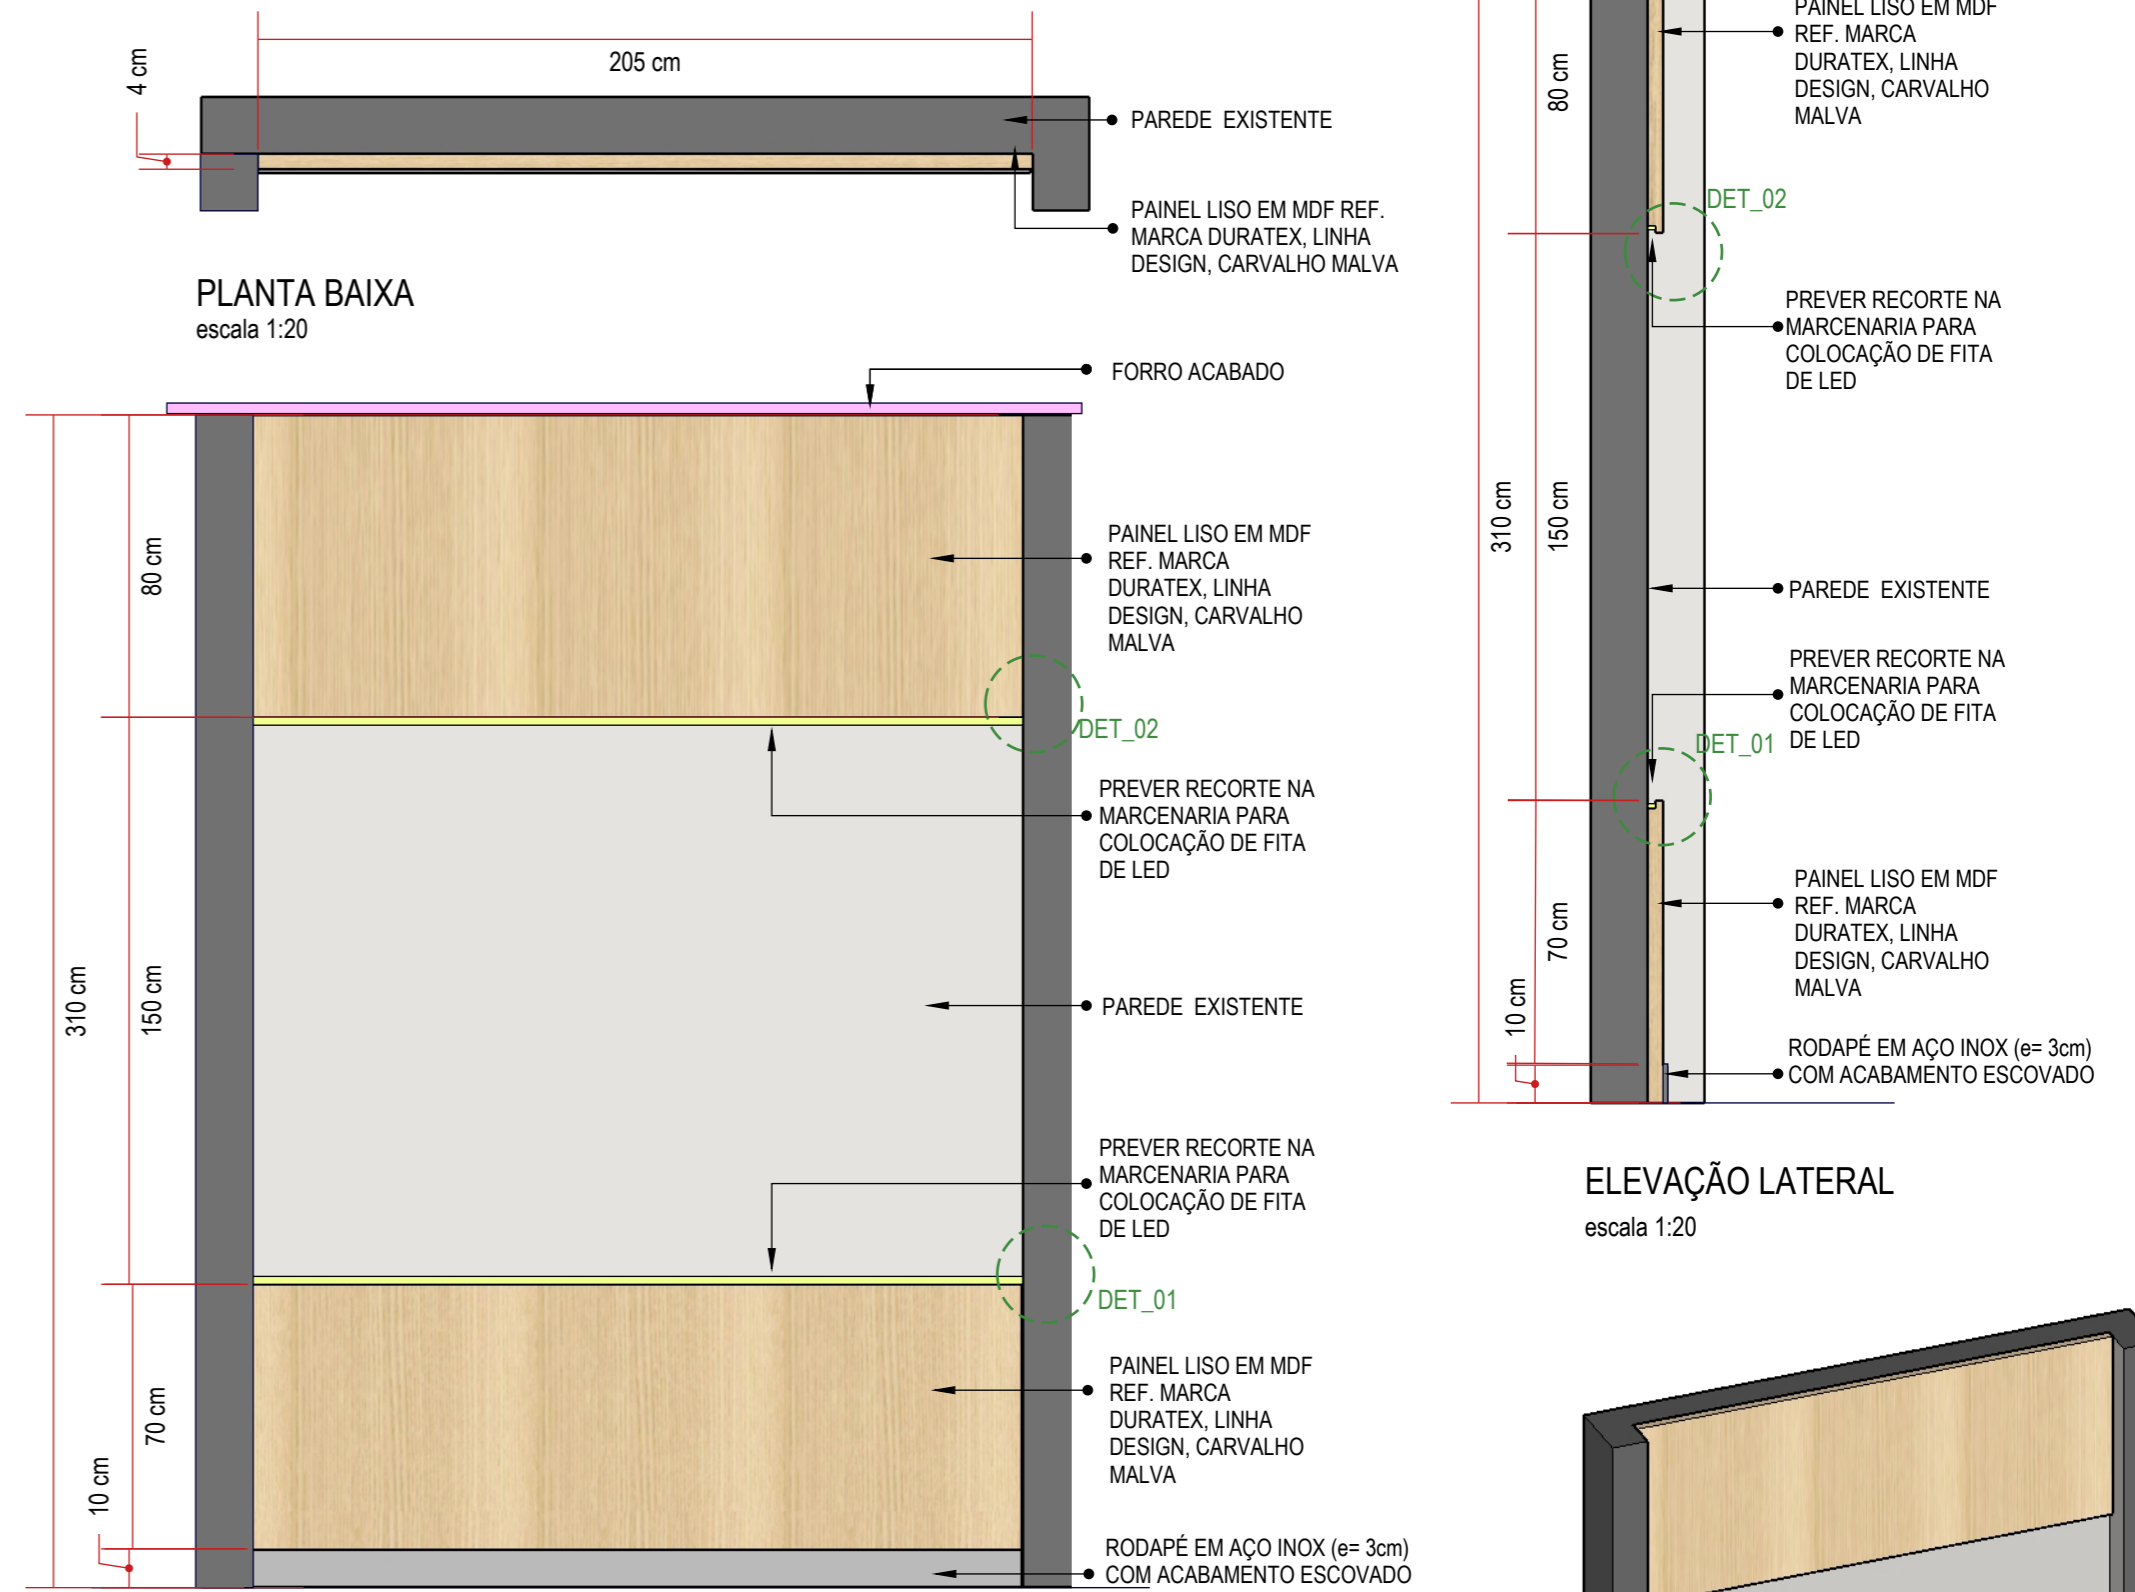 205 cm
4 cm
PAREDE EXISTENTE
PAINEL LISO EM MDF REF.
MARCA DURATEX, LINHA
DESIGN, CARVALHO MALVA
PLANTA BAIXA
escala 1:20
FORRO ACABADO
80 cm
310 cm
150 cm
70 cm
10 cm
PAINEL LISO EM MDF
REF. MARCA
DURATEX, LINHA
DESIGN, CARVALHO
MALVA
DET_02
PREVER RECORTE NA
MARCENARIA PARA
COLOCAÇÃO DE FITA
DE LED
PAREDE EXISTENTE
PREVER RECORTE NA
MARCENARIA PARA
COLOCAÇÃO DE FITA
DE LED
DET_01
PAINEL LISO EM MDF
REF. MARCA
DURATEX, LINHA
DESIGN, CARVALHO
MALVA
RODAPÉ EM AÇO INOX (e= 3cm)
COM ACABAMENTO ESCOVADO
PAINEL LISO EM MDF
REF. MARCA
DURATEX, LINHA
DESIGN, CARVALHO
MALVA
80 cm
DET_02
PREVER RECORTE NA
MARCENARIA PARA
COLOCAÇÃO DE FITA
DE LED
310 cm
150 cm
PAREDE EXISTENTE
PREVER RECORTE NA
MARCENARIA PARA
COLOCAÇÃO DE FITA
DE LED
DET_01
PAINEL LISO EM MDF
REF. MARCA
DURATEX, LINHA
DESIGN, CARVALHO
MALVA
70 cm
10 cm
RODAPÉ EM AÇO INOX (e= 3cm)
COM ACABAMENTO ESCOVADO
ELEVAÇÃO LATERAL
escala 1:20